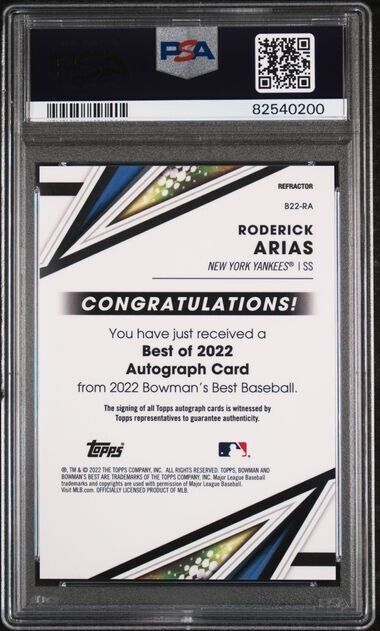 PSA
82540200
REFRACTOR
B22-RA
RODERICK
ARIAS
NEW YORK YANKEES® | SS
CONGRATULATIONS!
You have just received a
Best of 2022
Autograph Card
from 2022 Bowman's Best Baseball.
The signing of all Topps autograph cards is witnessed by
Topps representatives to guarantee authenticity.
Topps
®, TM & © 2022 THE TOPPS COMPANY, INC. ALL RIGHTS RESERVED. TOPPS, BOWMAN AND
BOWMAN'S BEST ARE TRADEMARKS OF THE TOPPS COMPANY, INC. Major League Baseball
trademarks and copyrights are used with permission of Major League Baseball.
Visit MLB.com. OFFICIALLY LICENSED PRODUCT OF MLB.